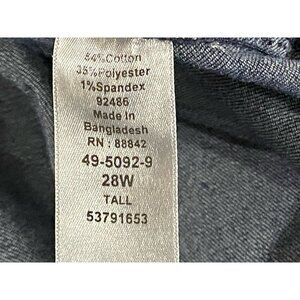 64%Cotton
35%Polyester
1%Spandex
92486
Made In
Bangladesh
RN : 88842
49-5092-9
28W
TALL
53791653